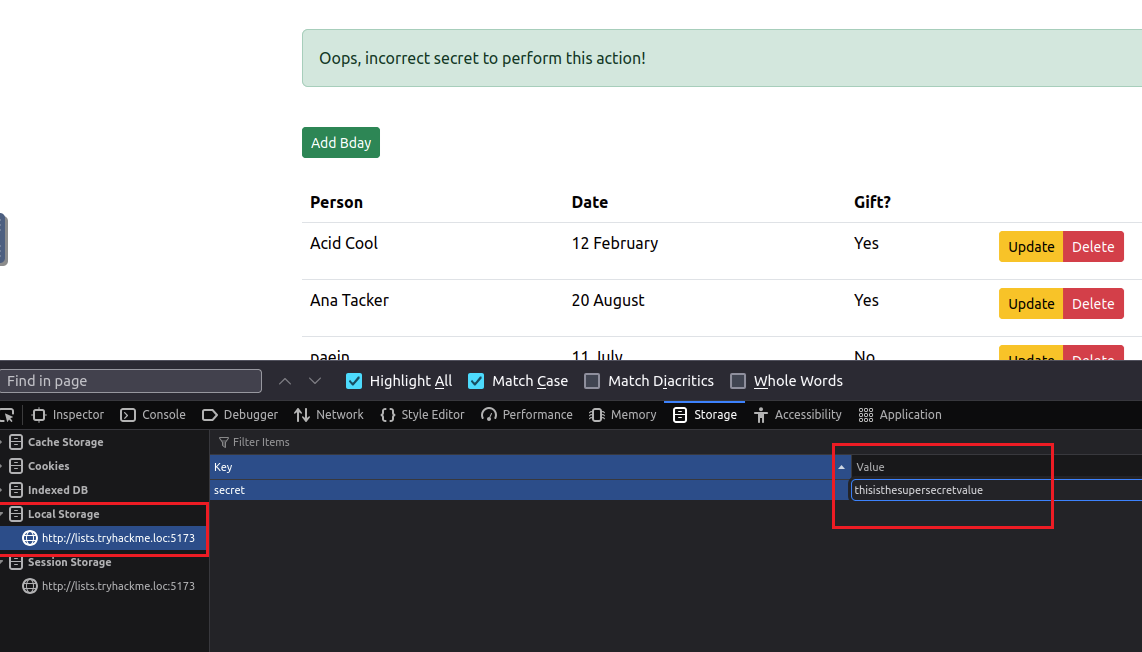 Oops, incorrect secret to perform this action!
Add Bday
Person Date Gift?
Acid Cool 12 February Yes Update Delete
Ana Tacker 20 August Yes Update Delete
paein 11 July No Update Delete
Find in page Highlight All Match Case Match Diacritics Whole Words
Inspector Console Debugger Network Style Editor Performance Memory Storage Accessibility Application
Cache Storage Filter Items
Cookies Key Value
Indexed DB secret thisisthesupersecretvalue
Local Storage
http://lists.tryhackme.loc:5173
Session Storage
http://lists.tryhackme.loc:5173